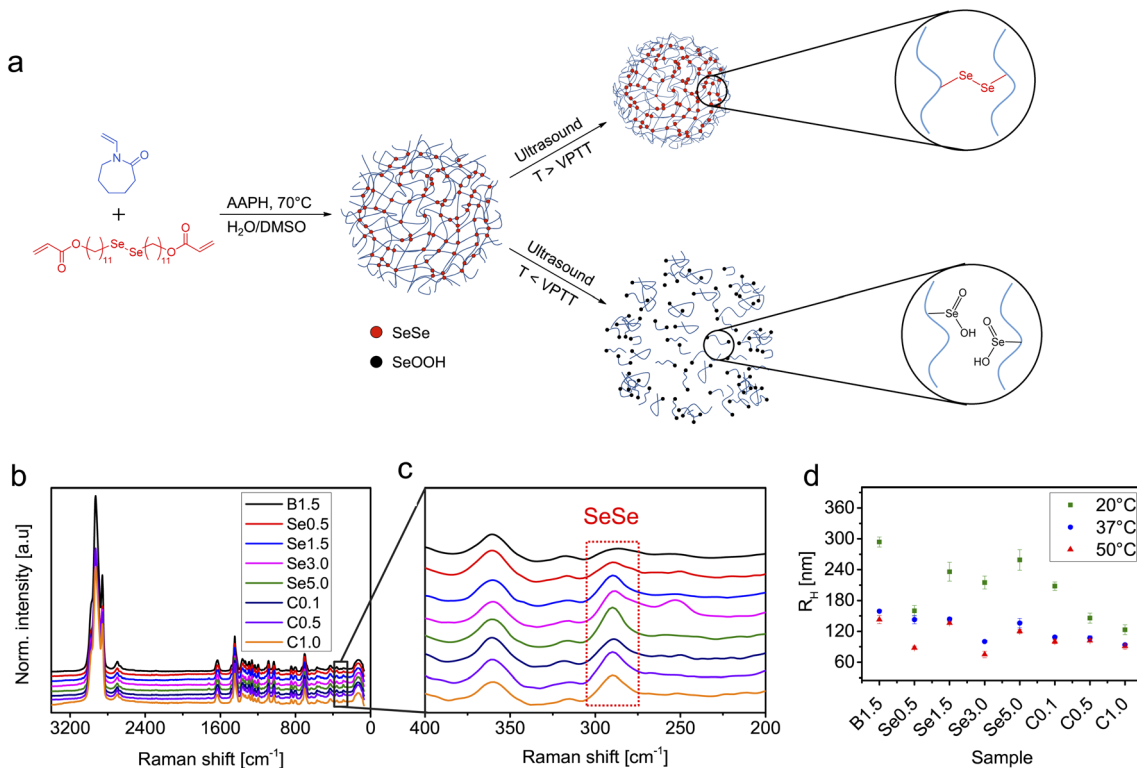 a
N
O
+
O
O
11
Se
Se
11
O
O
AAPH, 70°C
H₂O/DMSO
Ultrasound
T > VPTT
Ultrasound
T < VPTT
Se
Se
O
Se
OH
O
Se
HO
SeSe
SeOOH
b
Norm. intensity [a.u]
B1.5
Se0.5
Se1.5
Se3.0
Se5.0
C0.1
C0.5
C1.0
3200
2400
1600
800
0
Raman shift [cm⁻¹]
c
SeSe
400
350
300
250
200
Raman shift [cm⁻¹]
d
R_H [nm]
360
300
240
180
120
60
20°C
37°C
50°C
B1.5
Se0.5
Se1.5
Se3.0
Se5.0
C0.1
C0.5
C1.0
Sample